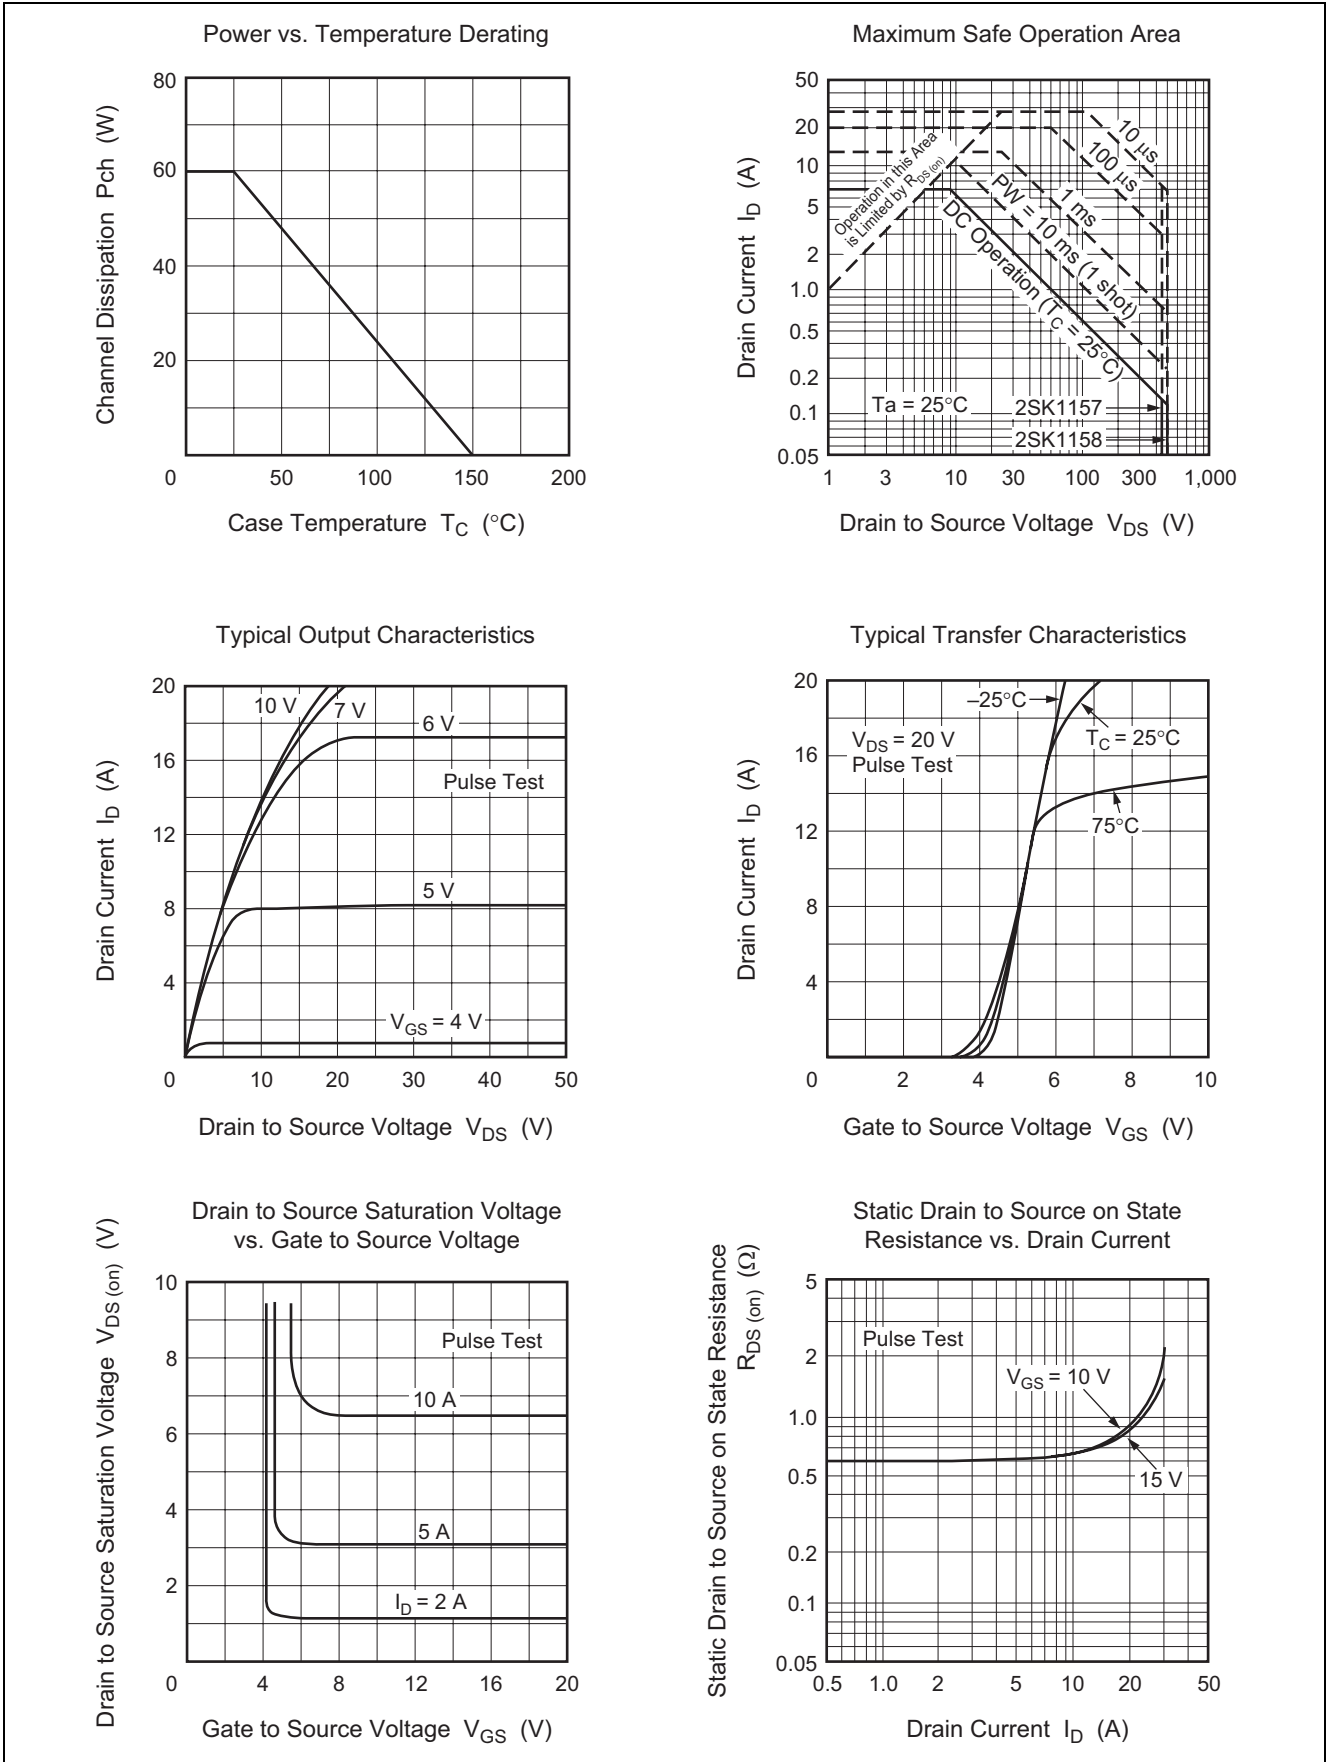 Power vs. Temperature Derating
80
60
40
20
0
50
100
150
200
Channel Dissipation Pch (W)
Case Temperature TC (°C)
Maximum Safe Operation Area
50
20
10
5
2
1.0
0.5
0.2
0.1
0.05
1
3
10
30
100
300
1,000
Drain Current ID (A)
Drain to Source Voltage VDS (V)
Operation in this Area
is Limited by RDS (on)
10 μs
100 μs
1 ms
PW = 10 ms (1 shot)
DC Operation (TC = 25°C)
Ta = 25°C
2SK1157
2SK1158
Typical Output Characteristics
20
16
12
8
4
0
10
20
30
40
50
Drain Current ID (A)
Drain to Source Voltage VDS (V)
10 V
7 V
6 V
Pulse Test
5 V
VGS = 4 V
Typical Transfer Characteristics
20
16
12
8
4
0
2
4
6
8
10
Drain Current ID (A)
Gate to Source Voltage VGS (V)
–25°C
VDS = 20 V
Pulse Test
TC = 25°C
75°C
Drain to Source Saturation Voltage
vs. Gate to Source Voltage
10
8
6
4
2
0
4
8
12
16
20
Drain to Source Saturation Voltage VDS (on) (V)
Gate to Source Voltage VGS (V)
Pulse Test
10 A
5 A
ID = 2 A
Static Drain to Source on State
Resistance vs. Drain Current
5
2
1.0
0.5
0.2
0.1
0.05
0.5
1.0
2
5
10
20
50
Static Drain to Source on State Resistance
RDS (on) (Ω)
Drain Current ID (A)
Pulse Test
VGS = 10 V
15 V